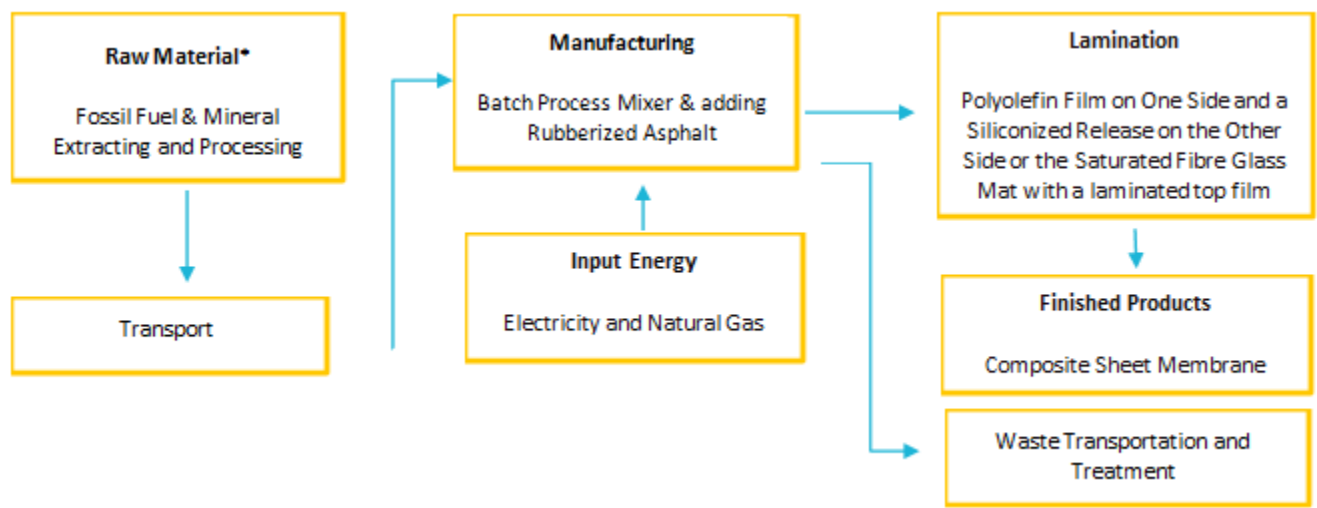 Raw Material*
Fossil Fuel & Mineral
Extracting and Processing
Transport
Manufacturing
Batch Process Mixer & adding
Rubberized Asphalt
Input Energy
Electricity and Natural Gas
Lamination
Polyolefin Film on One Side and a
Siliconized Release on the Other
Side or the Saturated Fibre Glass
Mat with a laminated top film
Finished Products
Composite Sheet Membrane
Waste Transportation and
Treatment